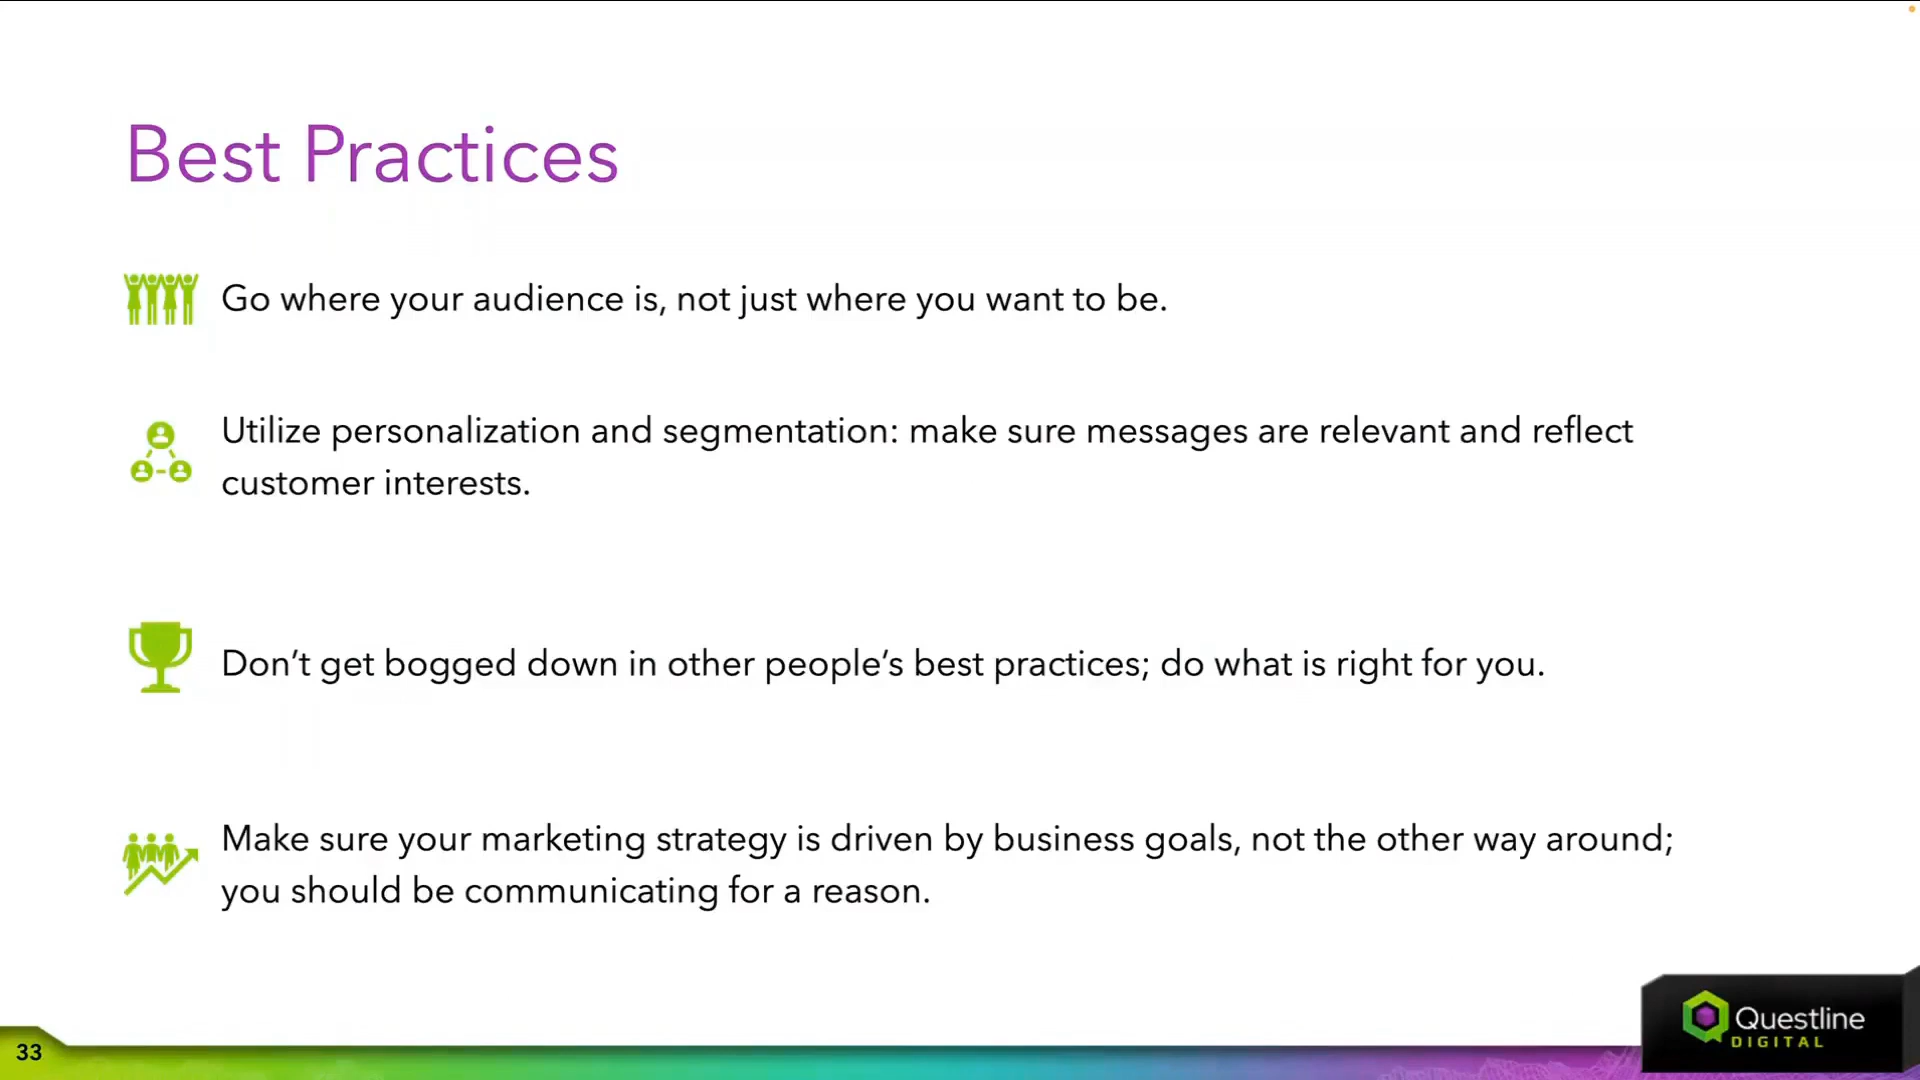 Best Practices
Go where your audience is, not just where you want to be.
Utilize personalization and segmentation: make sure messages are relevant and reflect
customer interests.
Don’t get bogged down in other people’s best practices; do what is right for you.
Make sure your marketing strategy is driven by business goals, not the other way around;
you should be communicating for a reason.
33
Questline
DIGITAL